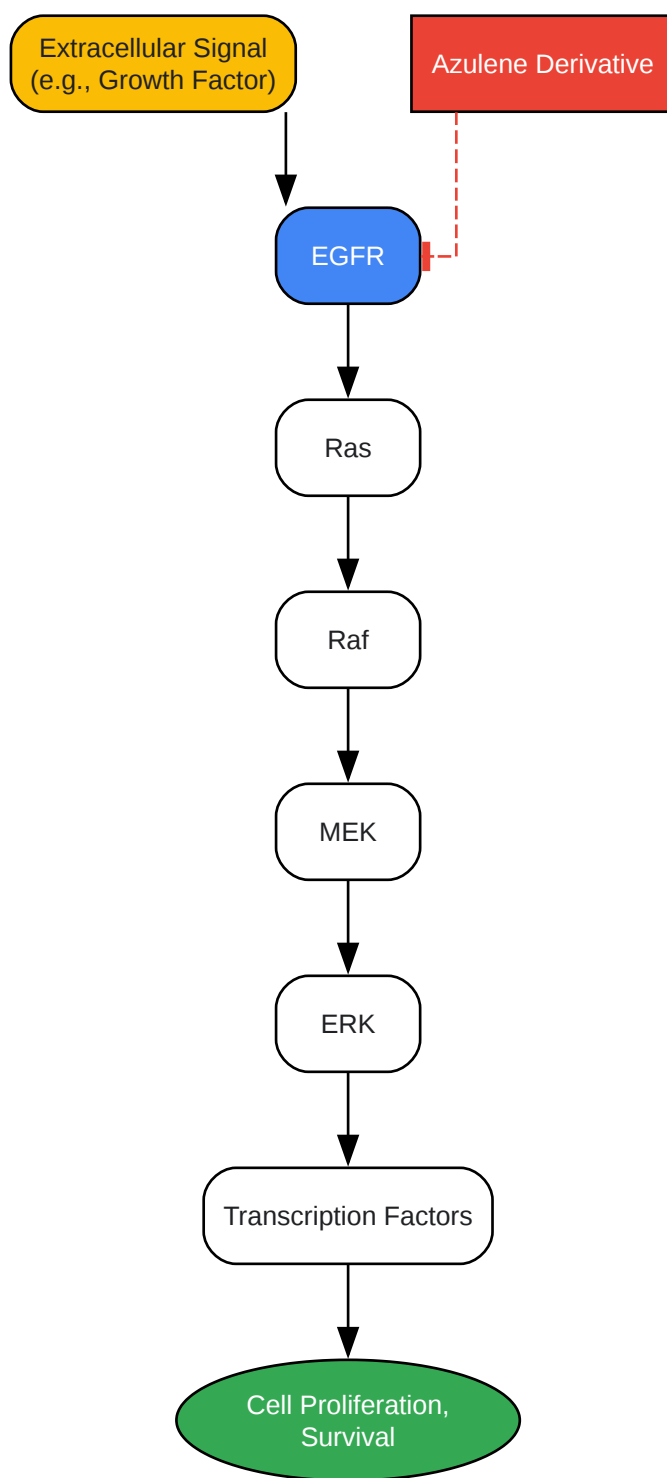 Extracellular Signal
(e.g., Growth Factor)
Azulene Derivative
EGFR
Ras
Raf
MEK
ERK
Transcription Factors
Cell Proliferation,
Survival